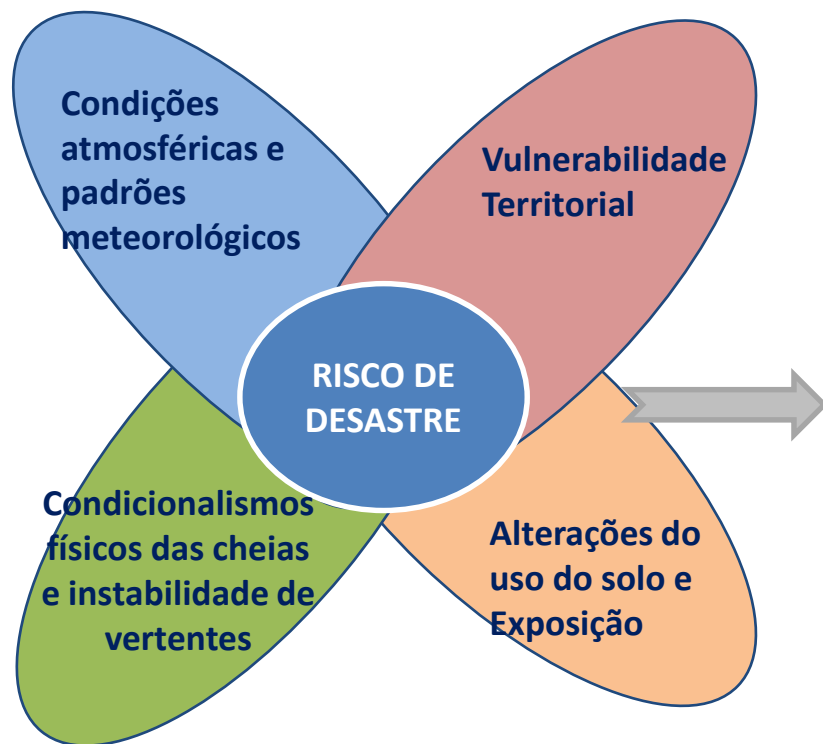 Condições
atmosféricas e
padrões
meteorológicos
Vulnerabilidade
Territorial
RISCO DE
DESASTRE
Condicionalismos
físicos das cheias
e instabilidade de
vertentes
Alterações do
uso do solo e
Exposição